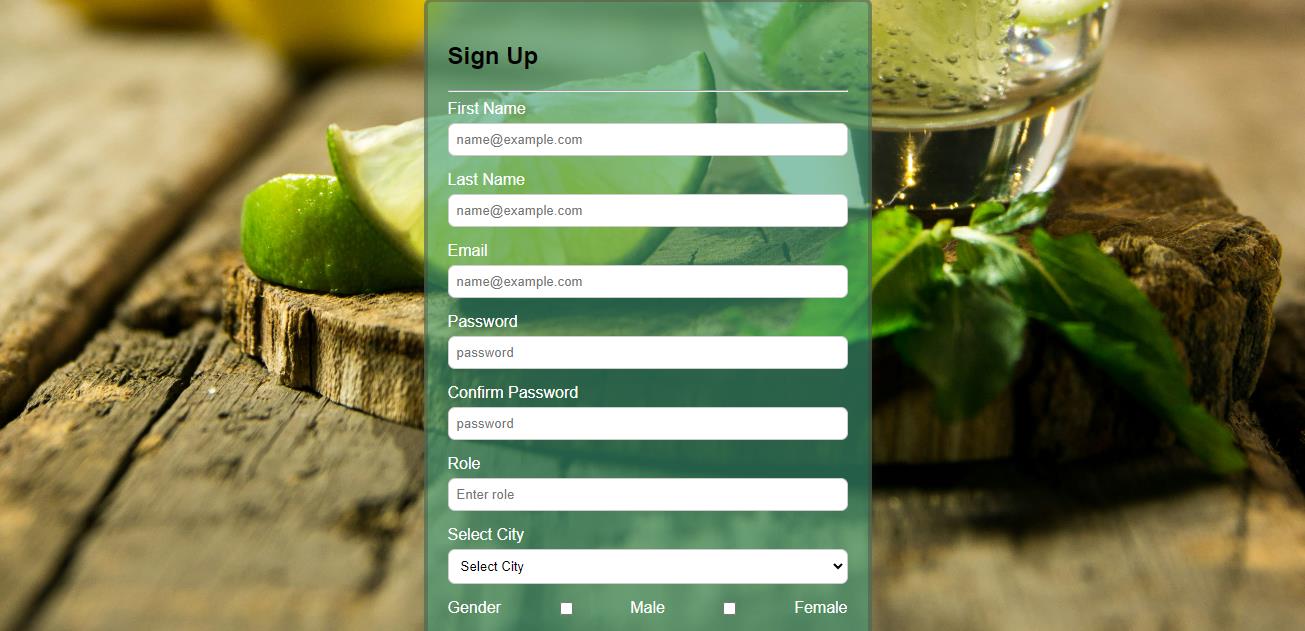 Sign Up
First Name
name@example.com
Last Name
name@example.com
Email
name@example.com
Password
password
Confirm Password
password
Role
Enter role
Select City
Select City
Gender Male Female